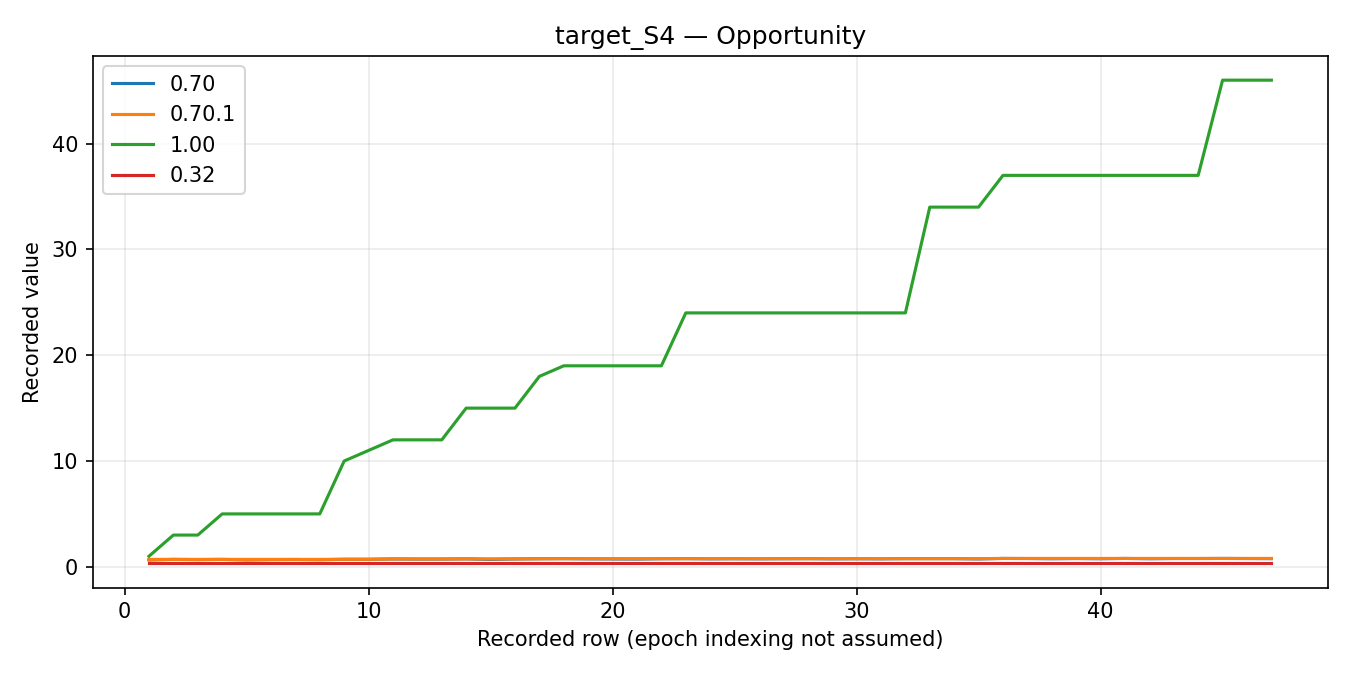 target_S4 — Opportunity
0.70
0.70.1
1.00
0.32
Recorded value
40
30
20
10
0
0 10 20 30 40
Recorded row (epoch indexing not assumed)